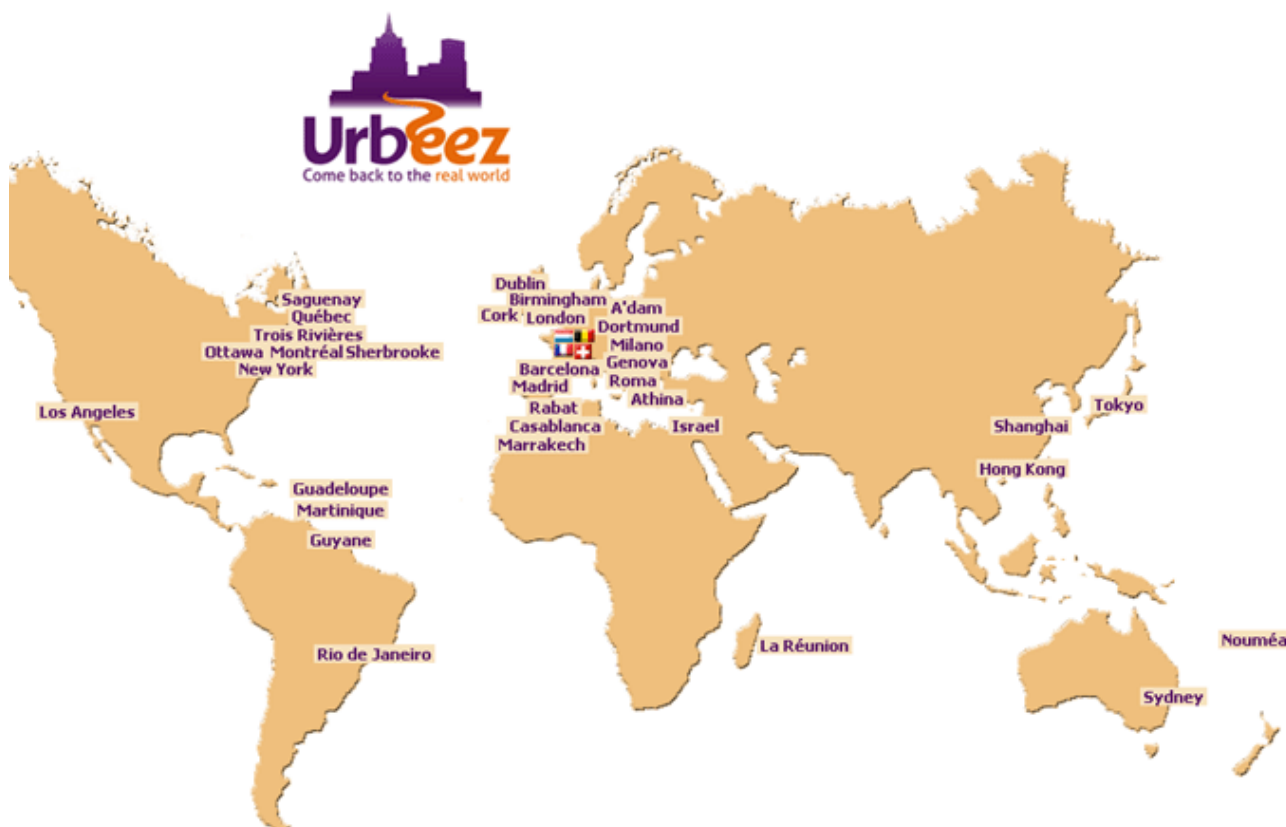 Urbeez
Come back to the real world
Dublin
Saguenay
Birmingham
A'dam
Québec
Cork
London
Dortmund
Trois Rivières
Milano
Ottawa Montréal Sherbrooke
Genova
New York
Barcelona
Roma
Madrid
Athina
Los Angeles
Rabat
Tokyo
Casablanca
Israel
Shanghai
Marrakech
Hong Kong
Guadeloupe
Martinique
Guyane
Nouméa
La Réunion
Rio de Janeiro
Sydney